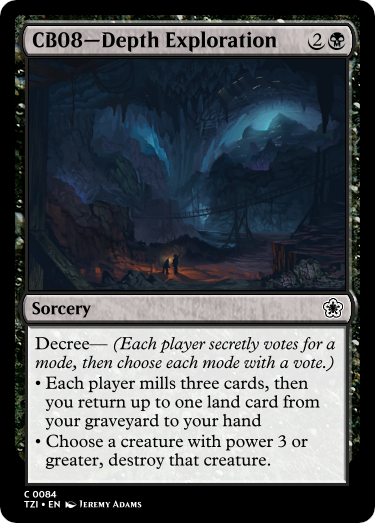 CB08—Depth Exploration 2
Sorcery
Decree— (Each player secretly votes for a
mode, then choose each mode with a vote.)
• Each player mills three cards, then
you return up to one land card from
your graveyard to your hand
• Choose a creature with power 3 or
greater, destroy that creature.
C 0084
TZI • EN Jeremy Adams